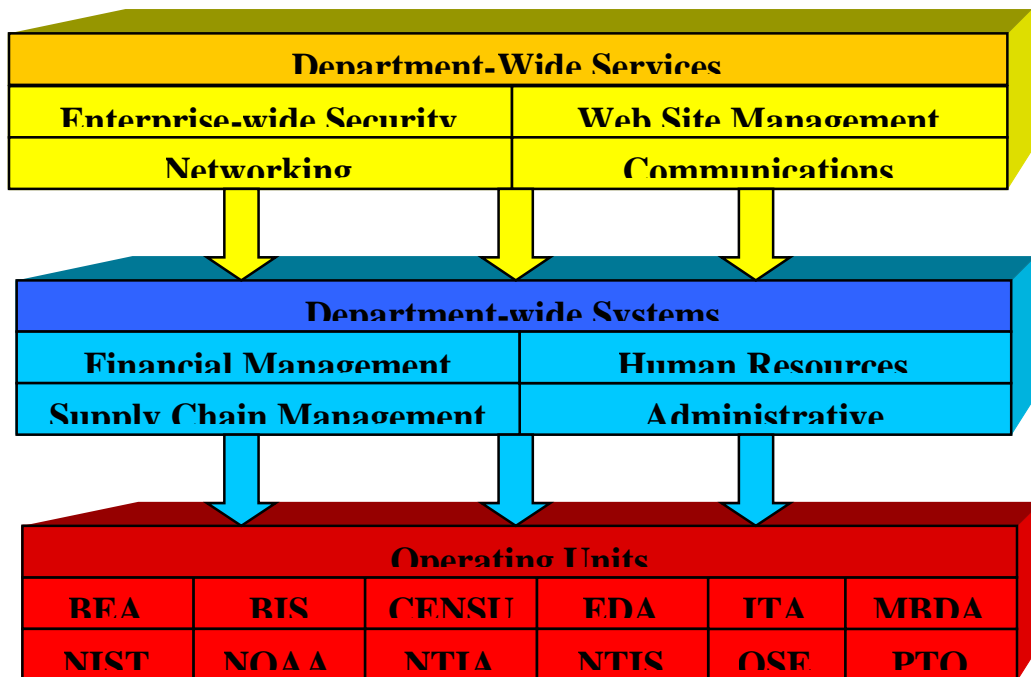 Department-Wide Services
Enterprise-wide Security Web Site Management
Networking Communications
Department-wide Systems
Financial Management Human Resources
Supply Chain Management Administrative
Operating Units
BEA BIS CENSU EDA ITA MBDA
NIST NOAA NTIA NTIS OSE PTO